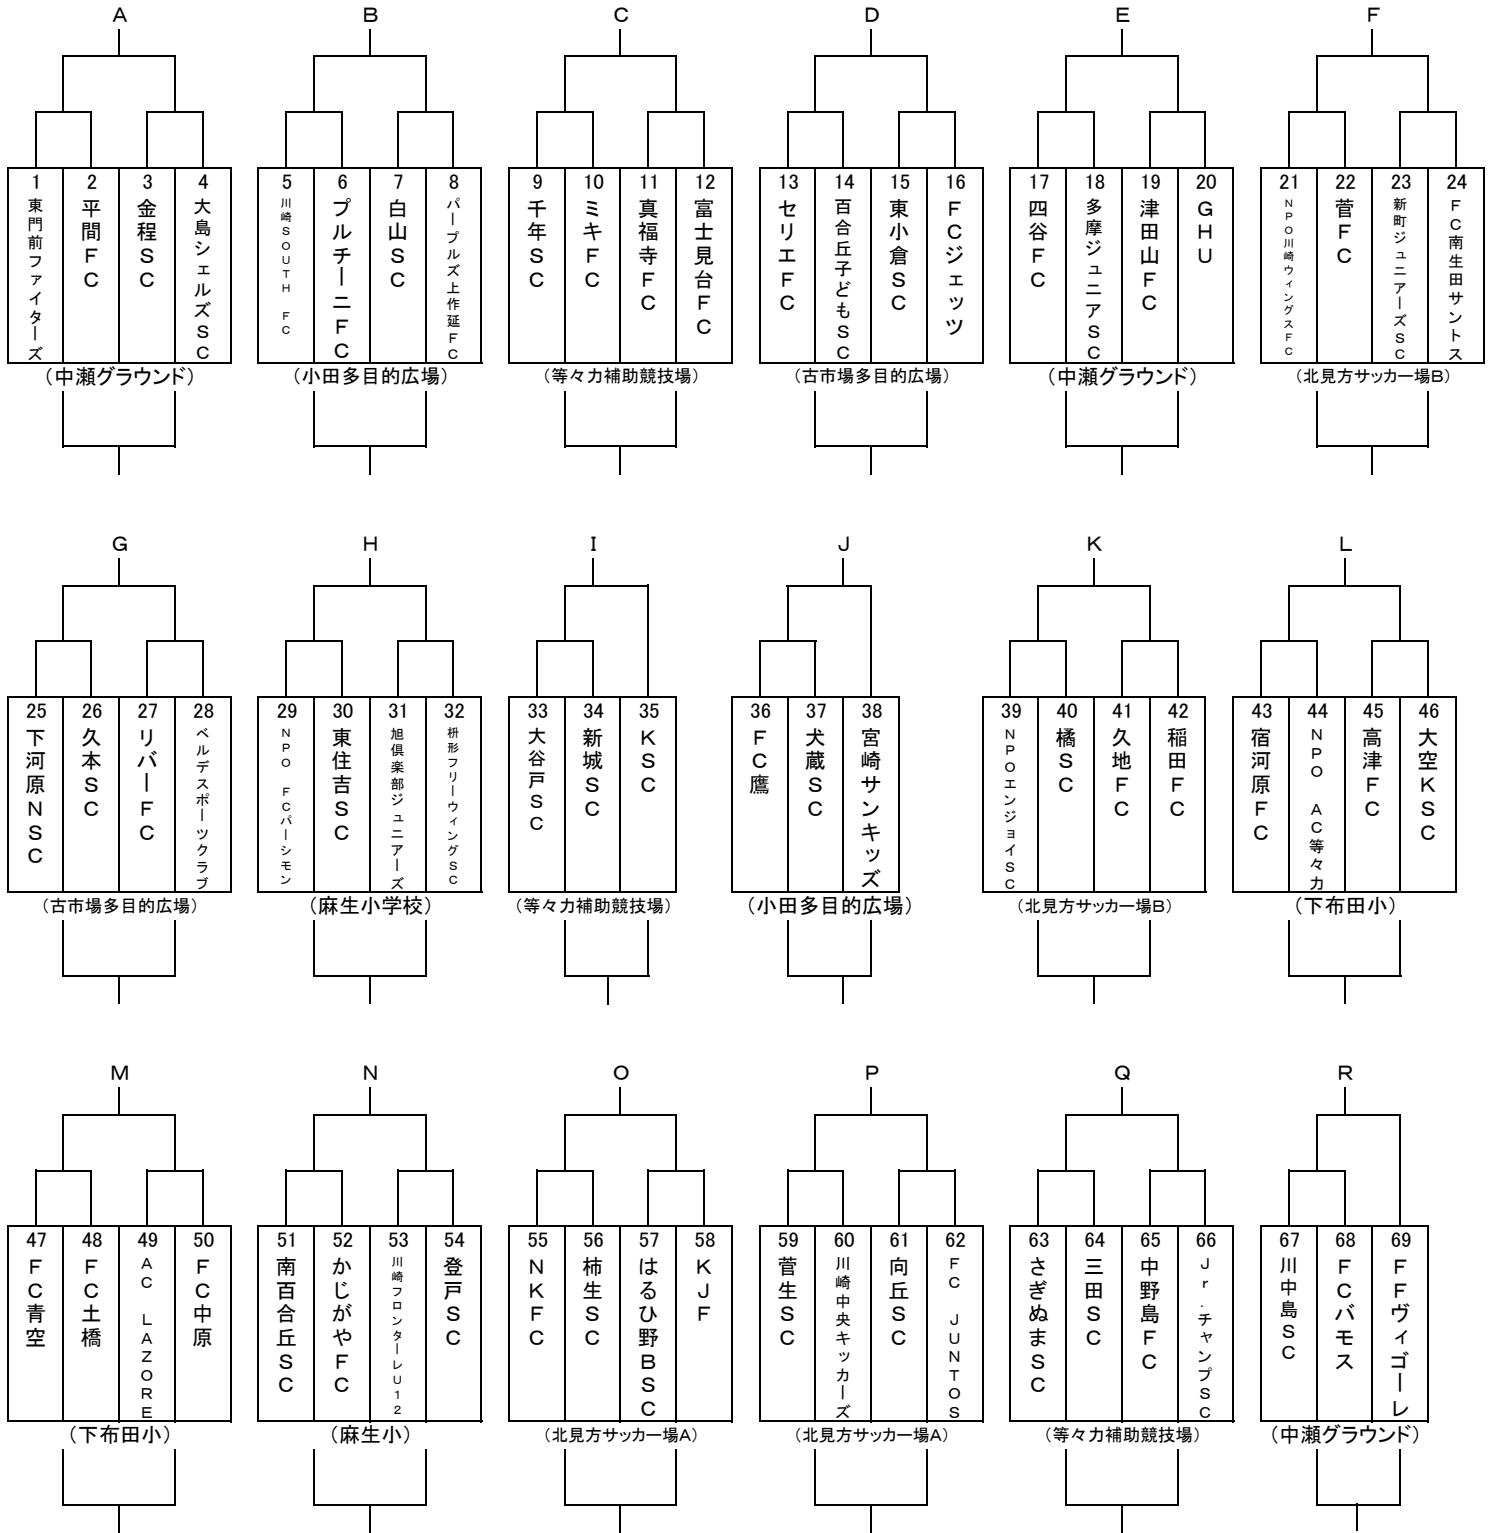 A
B
C
D
E
F
1 東門前ファイターズ
2 平間FC
3 金程SC
4 大島シェルズSC
5 川崎SOUTH FC
6 プルチーニFC
7 白山SC
8 パープルズ上作延FC
9 千年SC
10 ミキFC
11 真福寺FC
12 富士見台FC
13 セリエFC
14 百合丘子どもSC
15 東小倉SC
16 FCジェッツ
17 四谷FC
18 多摩ジュニアSC
19 津田山FC
20 GHU
21 NPO川崎ウィングスFC
22 菅FC
23 新町ジュニアーズSC
24 FC南生田サントス
（中瀬グラウンド）
（小田多目的広場）
（等々力補助競技場）
（古市場多目的広場）
（中瀬グラウンド）
（北見方サッカー場B）
G
H
I
J
K
L
25 下河原NSC
26 久本SC
27 リバーFC
28 ベルデスポーツクラブ
29 NPO FCパーシモン
30 東住吉SC
31 旭倶楽部ジュニアーズ
32 枡形フリーウィングSC
33 大谷戸SC
34 新城SC
35 KSC
36 FC鷹
37 犬蔵SC
38 宮崎サンキッズ
39 NPOエンジョイSC
40 橘SC
41 久地FC
42 稲田FC
43 宿河原FC
44 NPO AC等々力
45 高津FC
46 大空KSC
（古市場多目的広場）
（麻生小学校）
（等々力補助競技場）
（小田多目的広場）
（北見方サッカー場B）
（下布田小）
M
N
O
P
Q
R
47 FC青空
48 FC土橋
49 AC LAZORE
50 FC中原
51 南百合丘SC
52 かじがやFC
53 川崎フロンターレU12
54 登戸SC
55 NKFC
56 柿生SC
57 はるひ野BSC
58 KJF
59 菅生SC
60 川崎中央キッカーズ
61 向丘SC
62 FC JUNTOS
63 さぎぬまSC
64 三田SC
65 中野島FC
66 Jr.チャンプSC
67 川中島SC
68 FCバモス
69 FFヴィゴーレ
（下布田小）
（麻生小）
（北見方サッカー場A）
（北見方サッカー場A）
（等々力補助競技場）
（中瀬グラウンド）